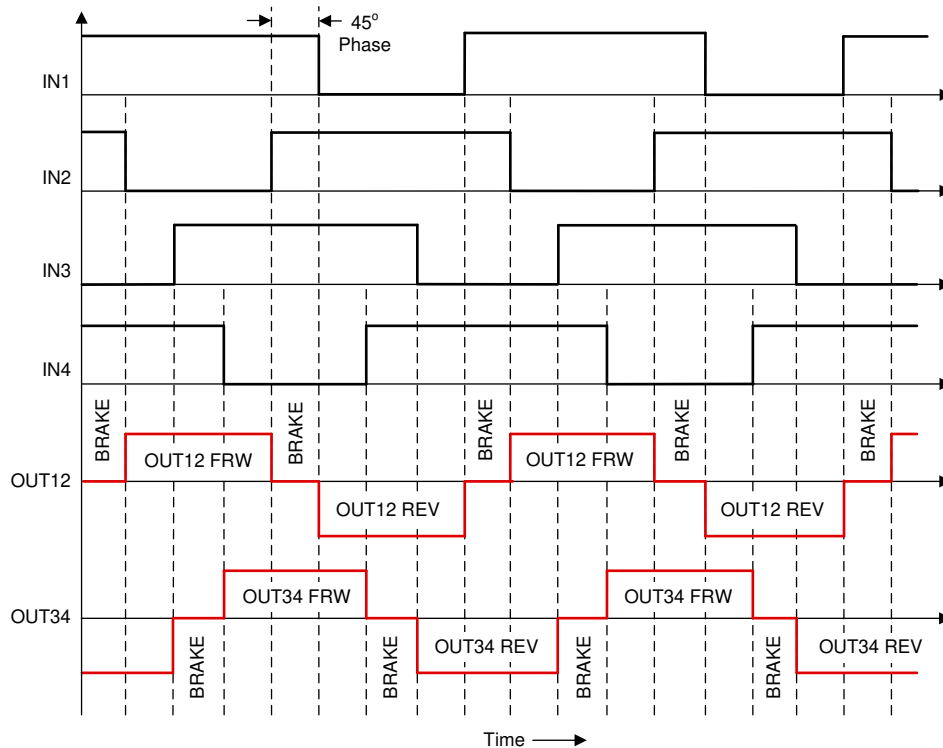 45° Phase
IN1
IN2
IN3
IN4
BRAKE
BRAKE
BRAKE
BRAKE
BRAKE
OUT12 FRW
OUT12 FRW
OUT12
OUT12 REV
OUT12 REV
OUT34 FRW
OUT34 FRW
OUT34
BRAKE
BRAKE
BRAKE
BRAKE
OUT34 REV
OUT34 REV
Time